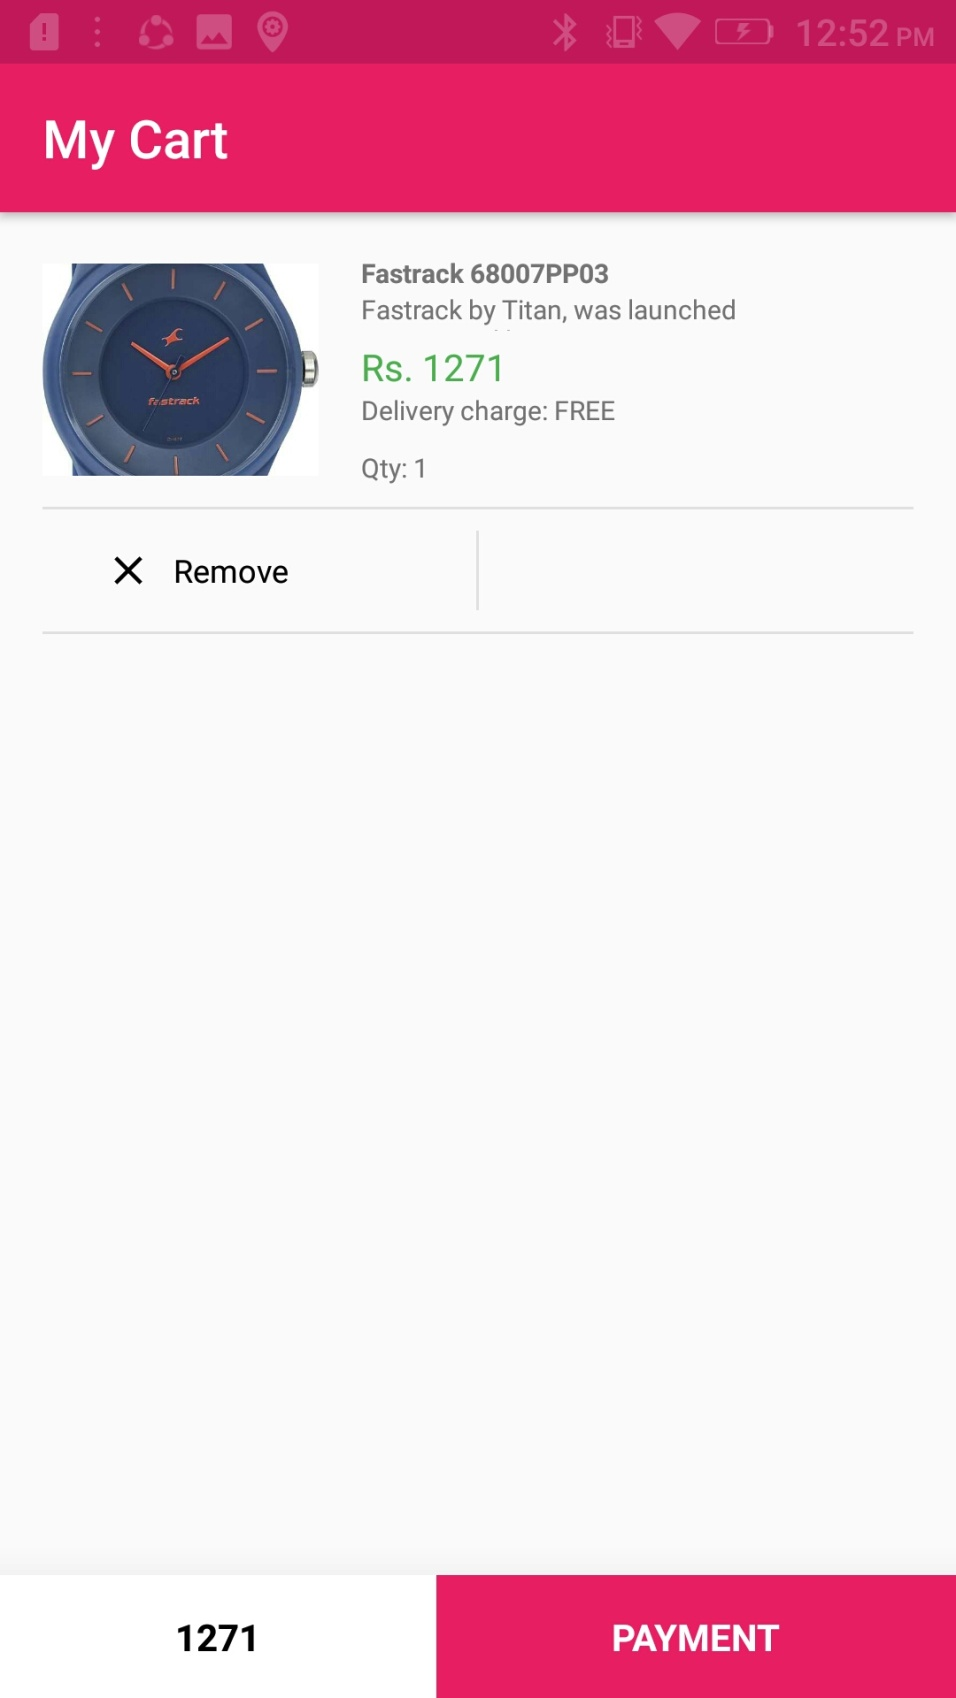 12:52 PM
My Cart
Fastrack 68007PP03
Fastrack by Titan, was launched
Rs. 1271
Delivery charge: FREE
Qty: 1
fastrack
Remove
1271
PAYMENT